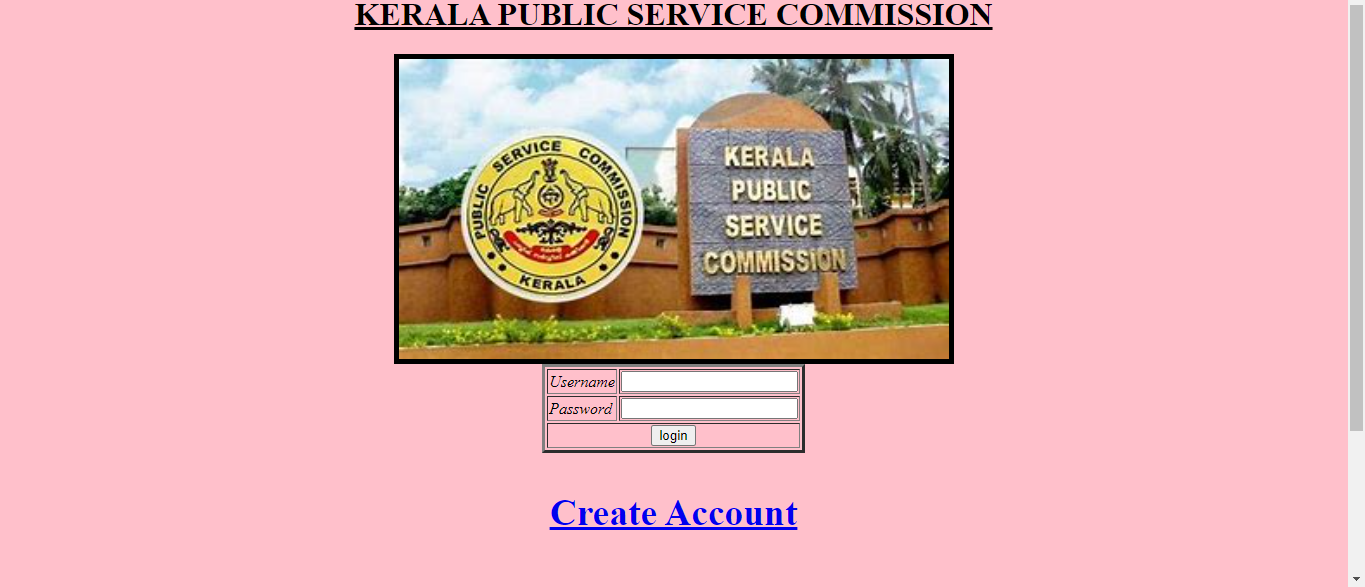 KERALA PUBLIC SERVICE COMMISSION
PUBLIC SERVICE COMMISSION
KERALA
KERALA
PUBLIC
SERVICE
COMMISSION
Username
Password
login
Create Account